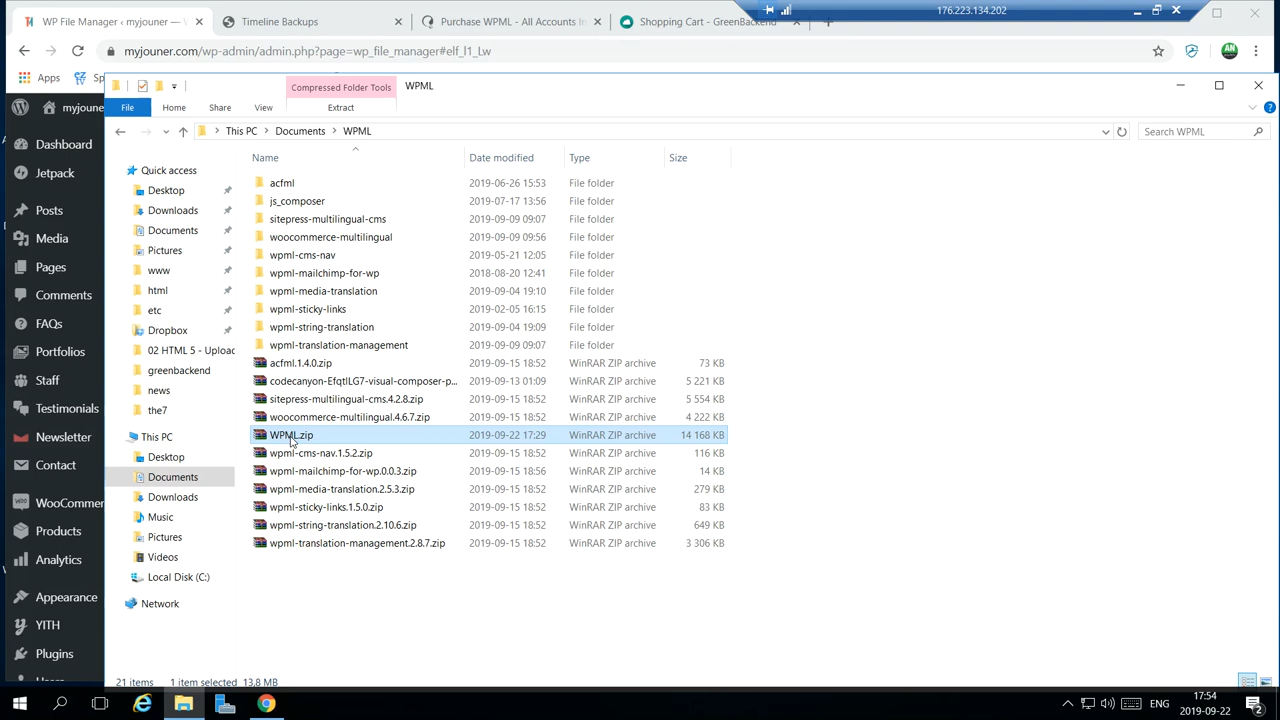 WP File Manager ‹ myjouner —
Timeline Backups
Purchase WPML - All Accounts In
Shopping Cart - GreenBackend
176.223.134.202
myjouner.com/wp-admin/admin.php?page=wp_file_manager#elf_l1_Lw
AN
Apps
Sp
Compressed Folder Tools
WPML
File
Home
Share
View
Extract
This PC
Documents
WPML
Search WPML
myjoune
Dashboard
Jetpack
Posts
Media
Pages
Comments
FAQs
Portfolios
Staff
Testimonials
Newsletter
Contact
WooCommer
Products
Analytics
Appearance
YITH
Plugins
Quick access
Desktop
Downloads
Documents
Pictures
www
html
etc
Dropbox
02 HTML 5 - Upload
greenbackend
news
the7
This PC
Desktop
Documents
Downloads
Music
Pictures
Videos
Local Disk (C:)
Network
Name Date modified Type Size
acfml 2019-06-26 15:53 File folder
js_composer 2019-07-17 13:56 File folder
sitepress-multilingual-cms 2019-09-09 09:07 File folder
woocommerce-multilingual 2019-09-09 09:56 File folder
wpml-cms-nav 2019-05-21 12:05 File folder
wpml-mailchimp-for-wp 2018-08-20 12:41 File folder
wpml-media-translation 2019-09-04 19:10 File folder
wpml-sticky-links 2019-02-05 16:15 File folder
wpml-string-translation 2019-09-04 19:09 File folder
wpml-translation-management 2019-09-09 09:07 File folder
acfml.1.4.0.zip 2019-09-15 18:52 WinRAR ZIP archive 73 KB
codecanyon-EfqtlLG7-visual-composer-p... 2019-09-13 01:09 WinRAR ZIP archive 5 221 KB
sitepress-multilingual-cms.4.2.8.zip 2019-09-15 18:52 WinRAR ZIP archive 5 554 KB
woocommerce-multilingual.4.6.7.zip 2019-09-15 18:52 WinRAR ZIP archive 4 222 KB
WPML.zip 2019-09-22 17:29 WinRAR ZIP archive 14 168 KB
wpml-cms-nav.1.5.2.zip 2019-09-15 18:52 WinRAR ZIP archive 116 KB
wpml-mailchimp-for-wp.0.0.3.zip 2019-09-15 18:56 WinRAR ZIP archive 14 KB
wpml-media-translation.2.5.3.zip 2019-09-15 18:52 WinRAR ZIP archive 279 KB
wpml-sticky-links.1.5.0.zip 2019-09-15 18:52 WinRAR ZIP archive 83 KB
wpml-string-translation.2.10.6.zip 2019-09-15 18:52 WinRAR ZIP archive 649 KB
wpml-translation-management.2.8.7.zip 2019-09-15 18:52 WinRAR ZIP archive 3 306 KB
21 items 1 item selected 13,8 MB
ENG
17:54
2019-09-22
2